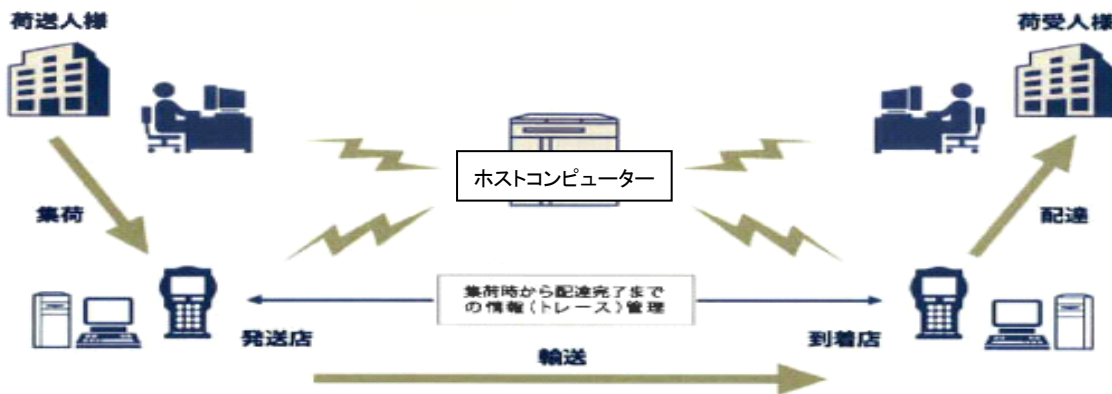 荷送人様
荷受人様
ホストコンピューター
集荷
配達
集荷時から配達完了まで
の情報(トレース)管理
発送店
到着店
輸送